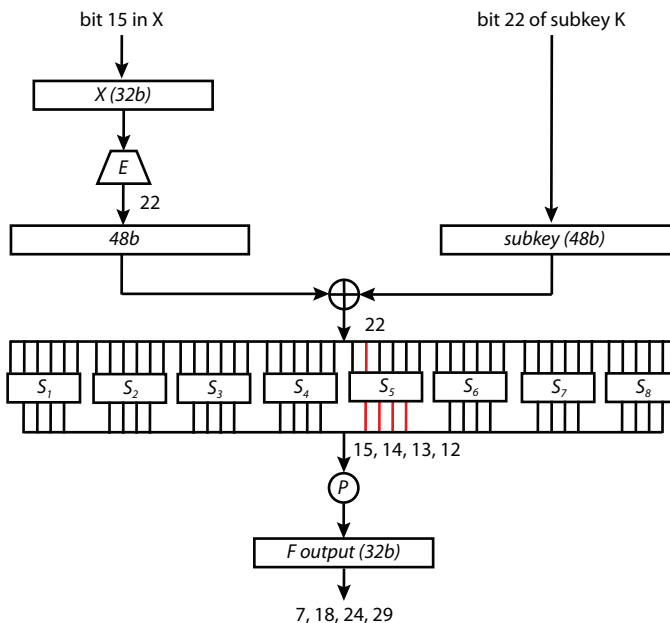 bit 15 in X
bit 22 of subkey K
X (32b)
E
22
48b
subkey (48b)
22
S1
S2
S3
S4
S5
S6
S7
S8
15, 14, 13, 12
P
F output (32b)
7, 18, 24, 29